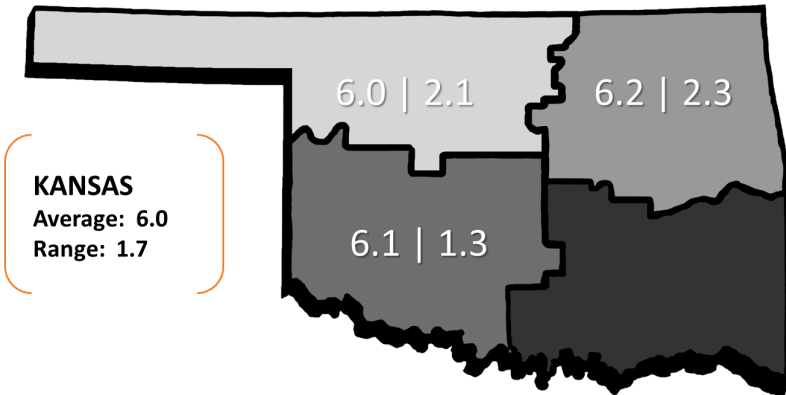 6.0 | 2.1
6.2 | 2.3
KANSAS
Average: 6.0
Range: 1.7
6.1 | 1.3